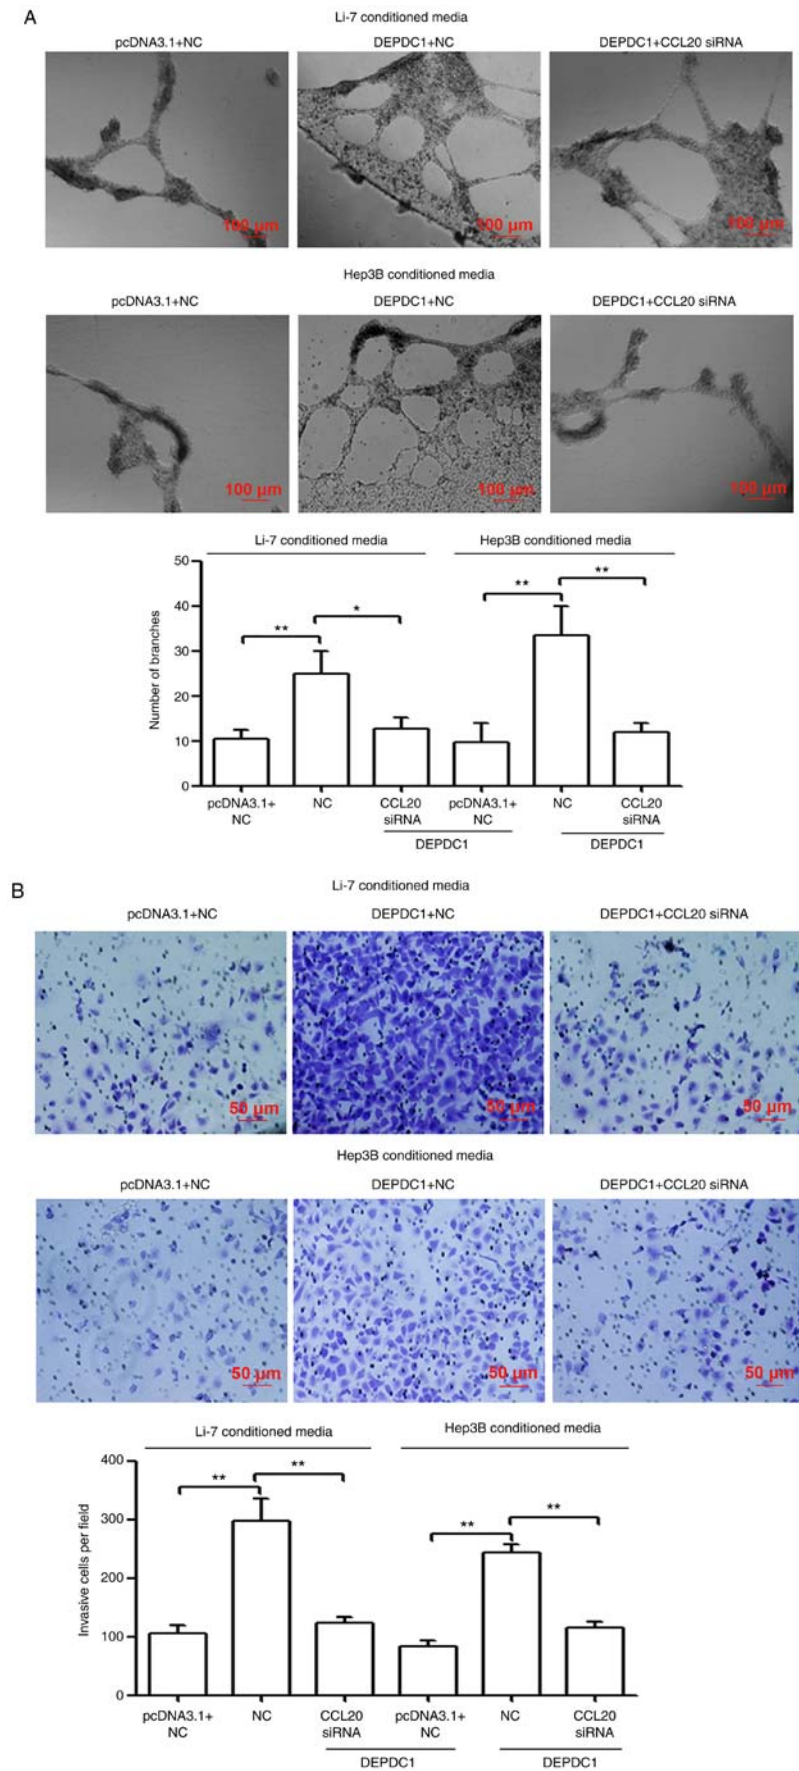 A
Li-7 conditioned media
pcDNA3.1+NC DEPDC1+NC DEPDC1+CCL20 siRNA
100 µm 100 µm 100 µm
Hep3B conditioned media
pcDNA3.1+NC DEPDC1+NC DEPDC1+CCL20 siRNA
100 µm 100 µm 100 µm
Li-7 conditioned media Hep3B conditioned media
Number of branches
50
40
30
20
10
0
** * ** **
pcDNA3.1+ NC CCL20 pcDNA3.1+ NC CCL20
NC siRNA NC siRNA
DEPDC1 DEPDC1
B
Li-7 conditioned media
pcDNA3.1+NC DEPDC1+NC DEPDC1+CCL20 siRNA
50 µm 50 µm 50 µm
Hep3B conditioned media
pcDNA3.1+NC DEPDC1+NC DEPDC1+CCL20 siRNA
50 µm 50 µm 50 µm
Li-7 conditioned media Hep3B conditioned media
Invasive cells per field
400
300
200
100
0
** ** ** **
pcDNA3.1+ NC CCL20 pcDNA3.1+ NC CCL20
NC siRNA NC siRNA
DEPDC1 DEPDC1